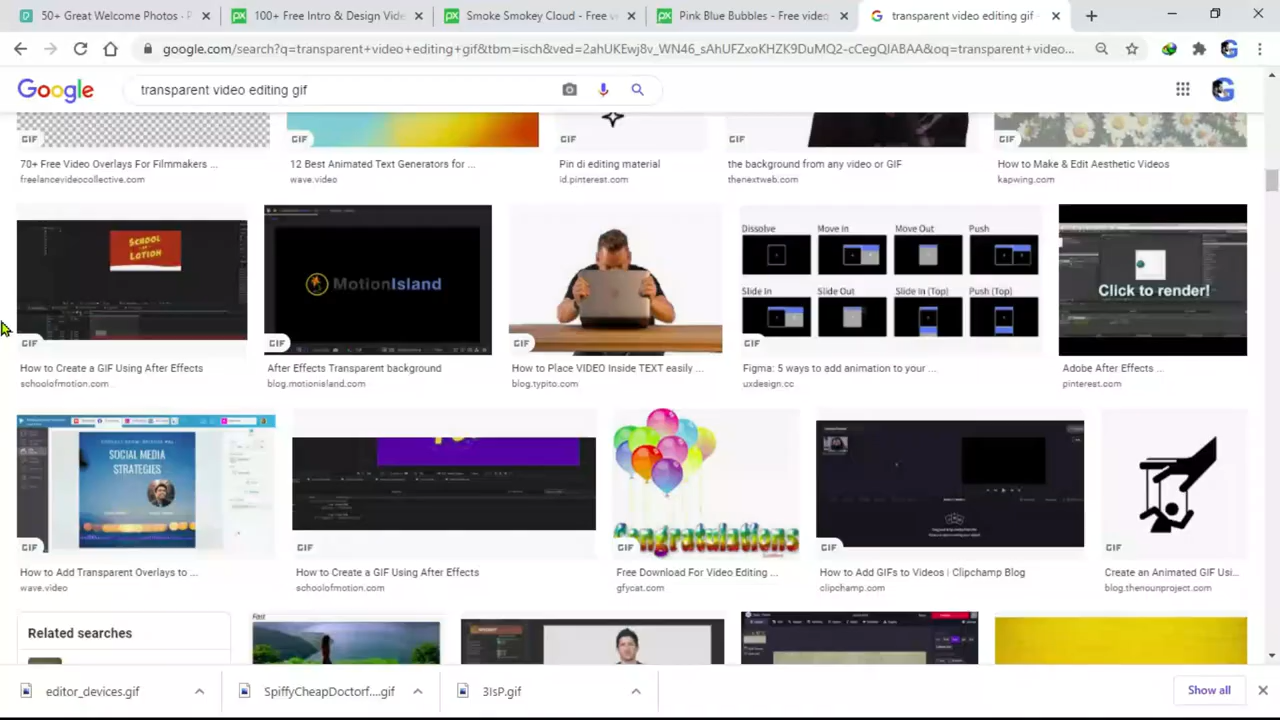 50+ Great Welcome Photos · P
100+ Free Intro & Design Vide
Smoke Smokey Cloud - Free v
Pink Blue Bubbles - Free video
transparent video editing gif -
google.com/search?q=transparent+video+editing+gif&tbm=isch&ved=2ahUKEwj8v_WN46_sAhUFZxoKHZK9DuMQ2-cCegQIABAA&oq=transparent+video...
Google
transparent video editing gif
GIF
GIF
GIF
GIF
GIF
70+ Free Video Overlays For Filmmakers ...
12 Best Animated Text Generators for ...
Pin di editing material
the background from any video or GIF
How to Make & Edit Aesthetic Videos
freelancevideocollective.com
wave.video
id.pinterest.com
thenextweb.com
kapwing.com
SCHOOL
OF
MOTION
MotionIsland
Dissolve
Move In
Move Out
Push
Slide In
Slide Out
Slide In (Top)
Push (Top)
Click to render!
GIF
GIF
GIF
GIF
How to Create a GIF Using After Effects
After Effects Transparent background
How to Place VIDEO Inside TEXT easily ...
Figma: 5 ways to add animation to your ...
Adobe After Effects ...
schoolofmotion.com
blog.motionisland.com
blog.typito.com
uxdesign.cc
pinterest.com
SOCIAL MEDIA
STRATEGIES
Congratulations
GIF
GIF
GIF
GIF
GIF
How to Add Transparent Overlays to ...
How to Create a GIF Using After Effects
Free Download For Video Editing ...
How to Add GIFs to Videos | Clipchamp Blog
Create an Animated GIF Usi...
wave.video
schoolofmotion.com
gfycat.com
clipchamp.com
blog.thenounproject.com
Related searches
Fast
editor_devices.gif
SpiffyCheapDoctorf....gif
3IsP.gif
Show all